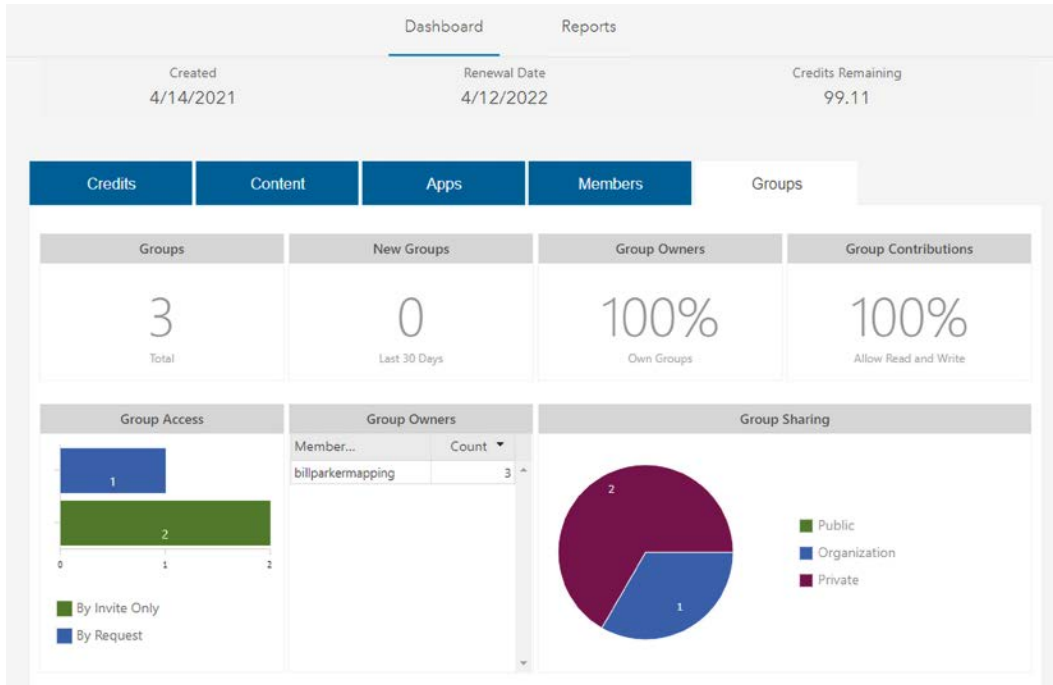 Dashboard Reports
Created Renewal Date Credits Remaining
4/14/2021 4/12/2022 99.11
Credits Content Apps Members Groups
Groups New Groups Group Owners Group Contributions
3 0 100% 100%
Total Last 30 Days Own Groups Allow Read and Write
Group Access
1
2
0 1 2
By Invite Only
By Request
Group Owners
Member... Count
billparkermapping 3
Group Sharing
2
1
Public
Organization
Private